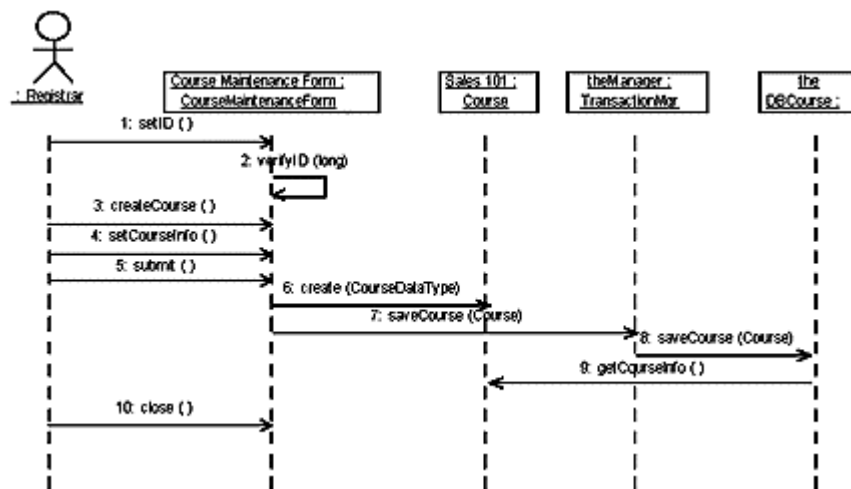 : Registrar
Course Maintenance Form :
CourseMaintenanceForm
Sales 101 :
Course
theManager :
TransactionMgr
the
DBCourse :
1: setID ( )
2: verifyID (long)
3: createCourse ( )
4: setCourseInfo ( )
5: submit ( )
6: create (CourseDataType)
7: saveCourse (Course)
8: saveCourse (Course)
9: getCourseInfo ( )
10: close ( )